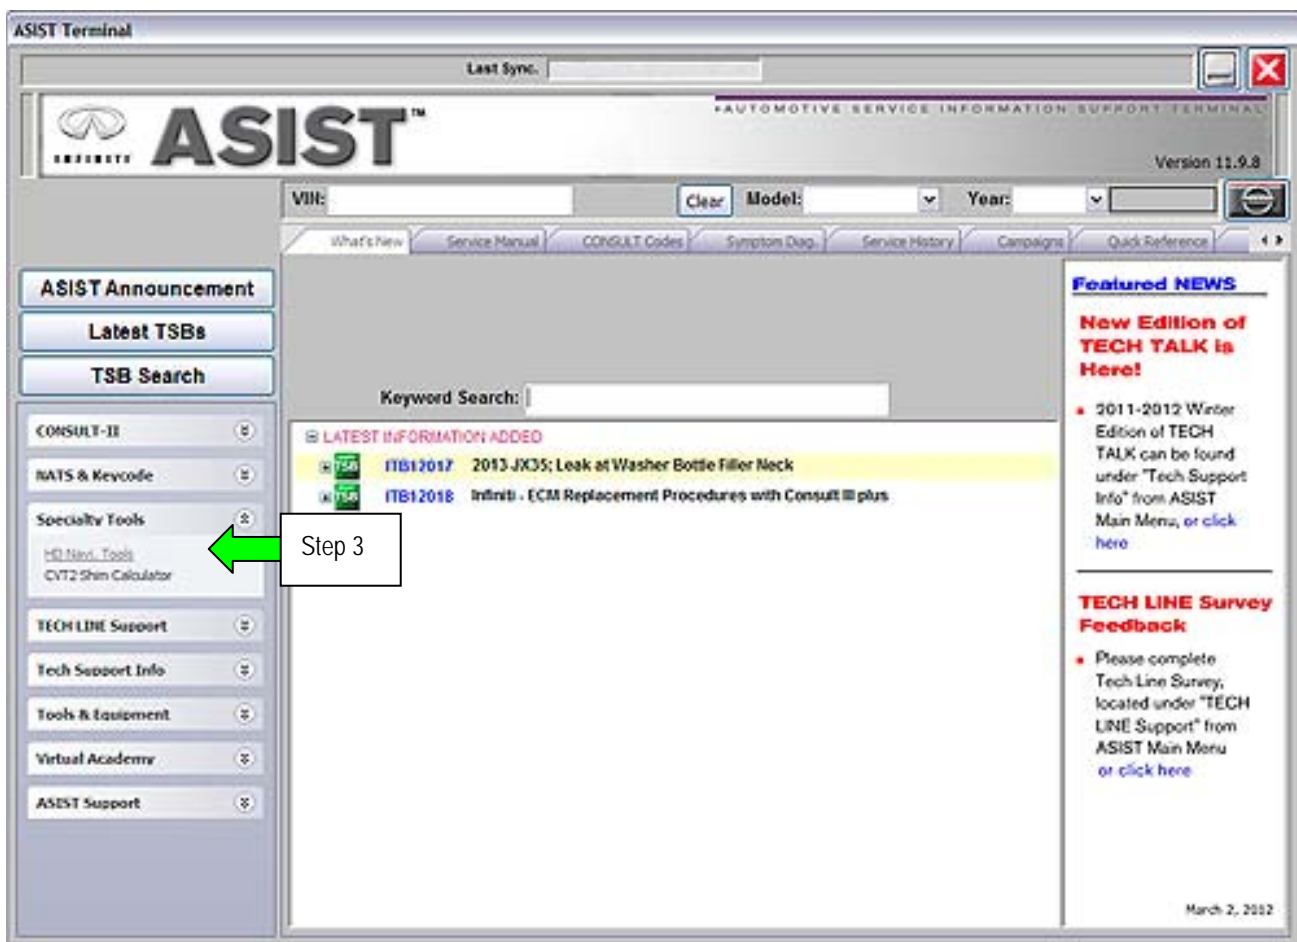 ASIST Terminal
Last Sync.
INFINITI
ASIST™
AUTOMOTIVE SERVICE INFORMATION SUPPORT TERMINAL
Version 11.9.8
VIN:
Clear
Model:
Year:
What's New
Service Manual
CONSULT Codes
Symptom Diag.
Service History
Campaigns
Quick Reference
ASIST Announcement
Latest TSBs
TSB Search
CONSULT-II
NATS & Keycode
Specialty Tools
HD Navi. Tools
CVT2 Shim Calculator
TECH LINE Support
Tech Support Info
Tools & Equipment
Virtual Academy
ASIST Support
Step 3
Keyword Search:
LATEST INFORMATION ADDED
TSB ITB12017 2013 JX35; Leak at Washer Bottle Filler Neck
TSB ITB12018 Infiniti - ECM Replacement Procedures with Consult III plus
Featured NEWS
New Edition of
TECH TALK is
Here!
2011-2012 Winter
Edition of TECH
TALK can be found
under "Tech Support
Info" from ASIST
Main Menu, or click
here
TECH LINE Survey
Feedback
Please complete
Tech Line Survey,
located under "TECH
LINE Support" from
ASIST Main Menu
or click here
March 2, 2012